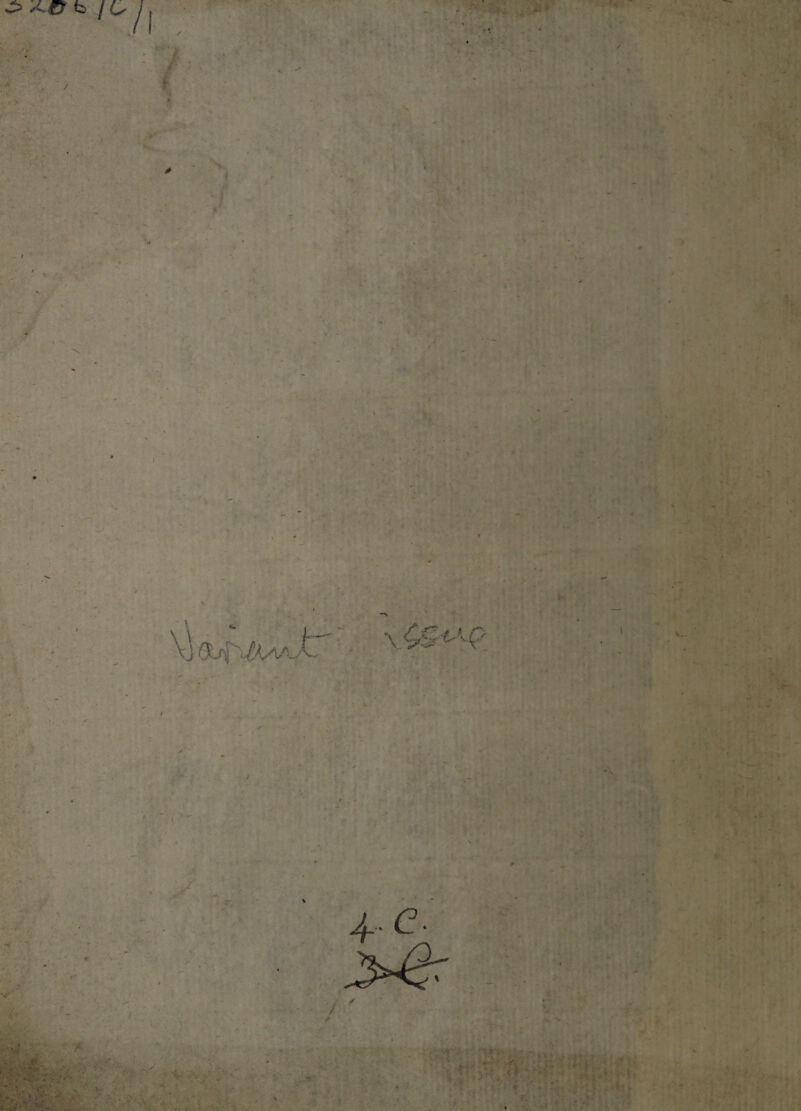 Variant issue
4. C.
3. C.